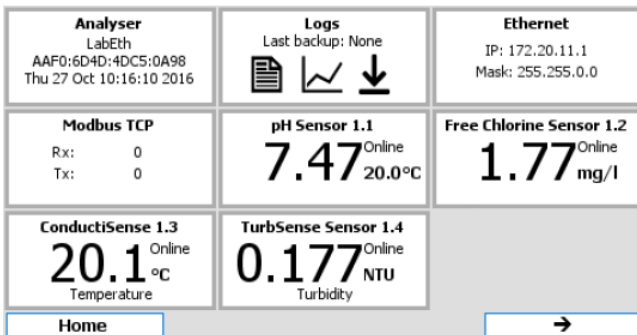 Analyser
LabEth
AAF0:6D4D:4DC5:0A98
Thu 27 Oct 10:16:10 2016
Logs
Last backup: None
Ethernet
IP: 172.20.11.1
Mask: 255.255.0.0
Modbus TCP
Rx: 0
Tx: 0
pH Sensor 1.1
7.47 Online
20.0°C
Free Chlorine Sensor 1.2
1.77 Online
mg/l
ConductiSense 1.3
20.1 Online
°C
Temperature
TurbSense Sensor 1.4
0.177 Online
NTU
Turbidity
Home
→